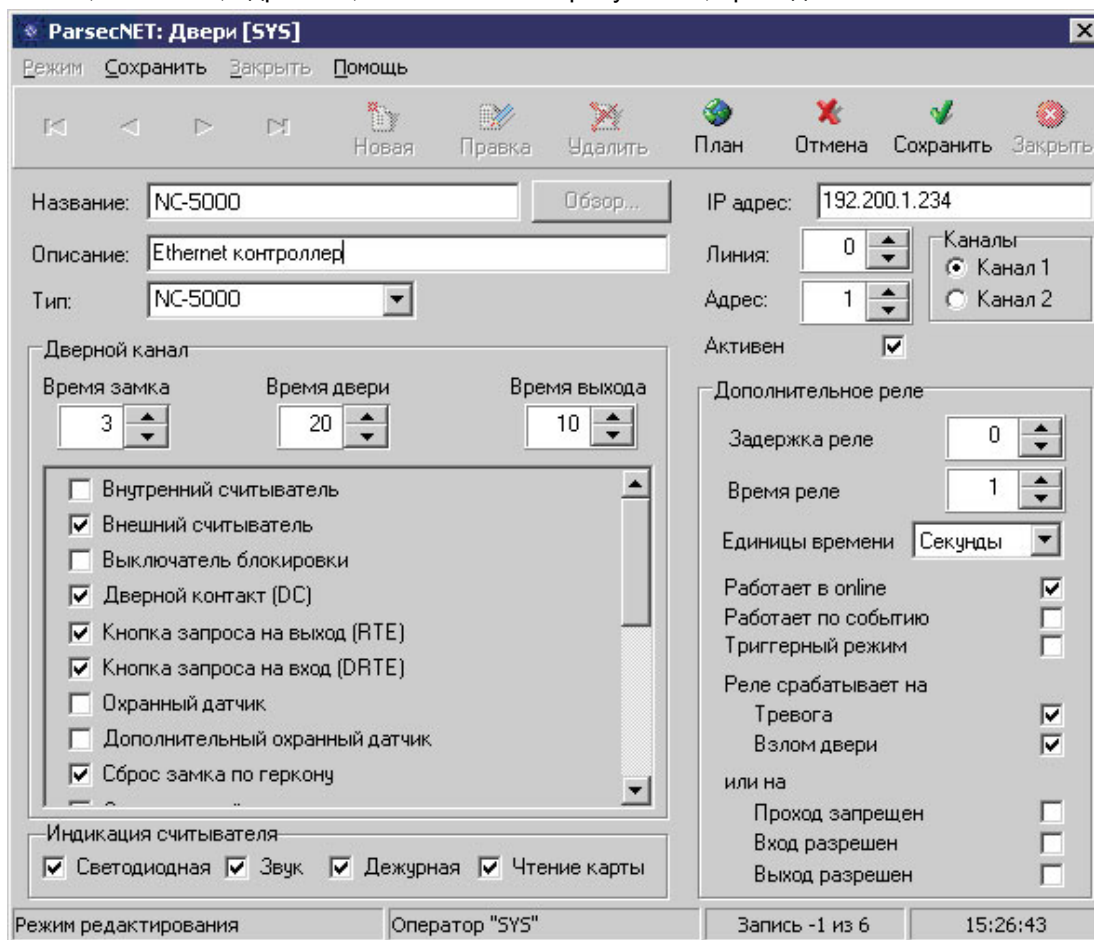 ParsecNET: Двери [SYS]
Режим Сохранить Закрыть Помощь
Новая Правка Удалить План Отмена Сохранить Закрыть
Название: NC-5000 Обзор... IP адрес: 192.200.1.234
Описание: Ethernet контроллер Линия: 0 Каналы
Канал 1
Тип: NC-5000 Адрес: 1 Канал 2
Активен
Дверной канал
Время замка Время двери Время выхода
3 20 10
Внутренний считыватель
Внешний считыватель
Выключатель блокировки
Дверной контакт (DC)
Кнопка запроса на выход (RTE)
Кнопка запроса на вход (DRTE)
Охранный датчик
Дополнительный охранный датчик
Сброс замка по геркону
Индикация считывателя
Светодиодная Звук Дежурная Чтение карты
Дополнительное реле
Задержка реле 0
Время реле 1
Единицы времени Секунды
Работает в online
Работает по событию
Триггерный режим
Реле срабатывает на
Тревога
Взлом двери
или на
Проход запрещен
Вход разрешен
Выход разрешен
Режим редактирования Оператор "SYS" Запись -1 из 6 15:26:43